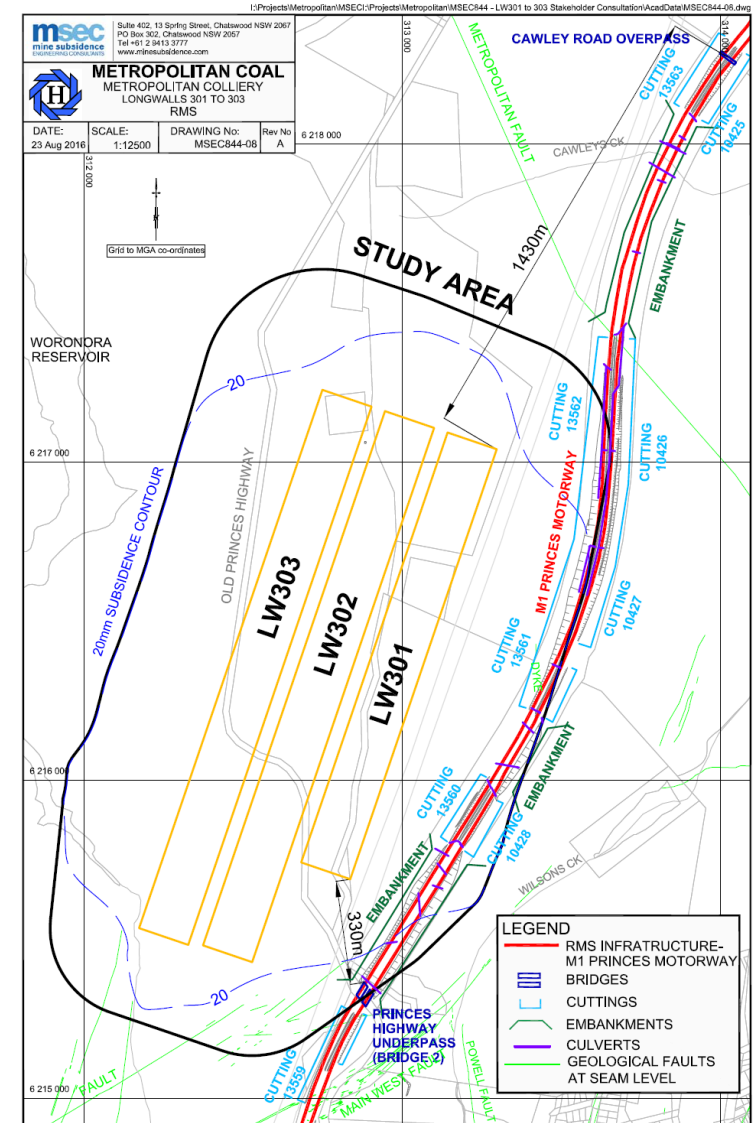 I:\Projects\Metropolitan\MSEC\:Projects\Metropolitan\MSEC844 - LW301 to 303 Stakeholder Consultation\AcadData\MSEC844-08.dwg
msec
mine subsidence
ENGINEERING CONSULTANTS
Suite 402, 13 Spring Street, Chatswood NSW 2067
PO Box 302, Chatswood NSW 2057
Tel +61 2 9413 3777
www.minesubsidence.com
H
METROPOLITAN COAL
METROPOLITAN COLLIERY
LONGWALLS 301 TO 303
RMS
DATE:
23 Aug 2016
SCALE:
1:12500
DRAWING No:
MSEC844-08
Rev No
A
312 000
313 000
314 000
6 218 000
6 217 000
6 216 000
6 215 000
Grid to MGA co-ordinates
CAWLEY ROAD OVERPASS
METROPOLITAN FAULT
CAWLEYS CK
CUTTING
13563
CUTTING
10425
EMBANKMENT
1430m
STUDY AREA
WORONORA
RESERVOIR
20
20mm SUBSIDENCE CONTOUR
OLD PRINCES HIGHWAY
LW303
LW302
LW301
CUTTING
13562
CUTTING
10426
M1 PRINCES MOTORWAY
CUTTING
10427
CUTTING
13561
DYKE
EMBANKMENT
CUTTING
13560
CUTTING
10428
EMBANKMENT
WILSONS CK
330m
20
PRINCES
HIGHWAY
UNDERPASS
(BRIDGE 2)
CUTTING
13559
FAULT
MAIN WEST FAULT
POWELL FAULT
LEGEND
RMS INFRATRUCTURE-
M1 PRINCES MOTORWAY
BRIDGES
CUTTINGS
EMBANKMENTS
CULVERTS
GEOLOGICAL FAULTS
AT SEAM LEVEL